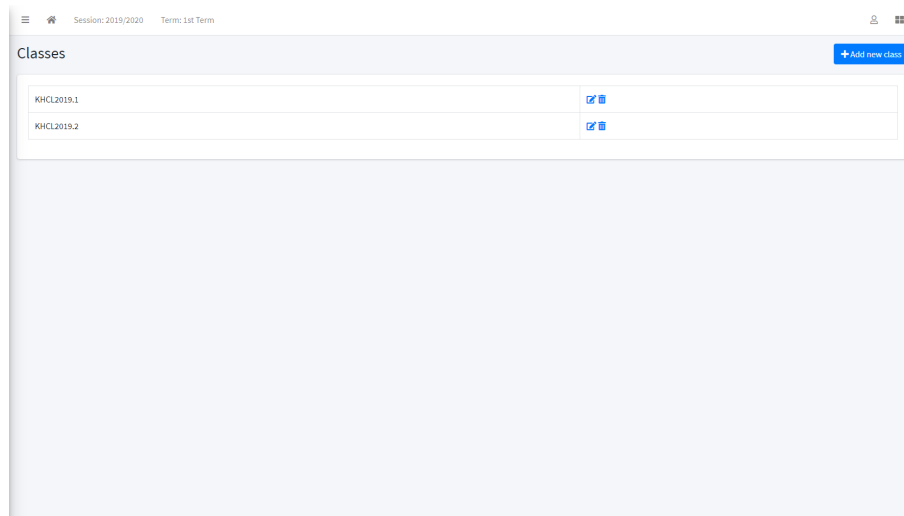 Session: 2019/2020 Term: 1st Term
Classes
Add new class
KHCL2019.1
KHCL2019.2